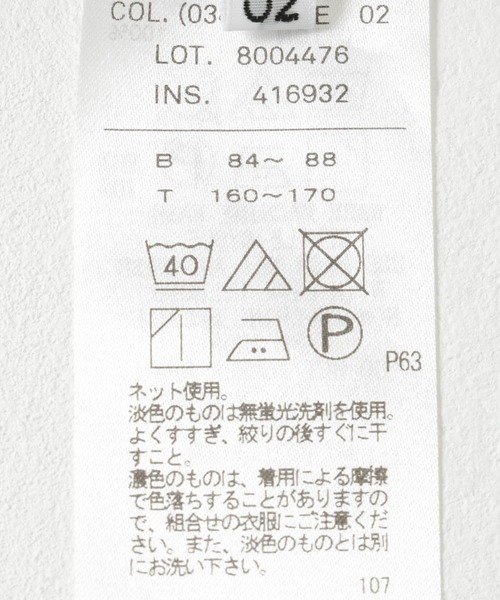 COL. (03 02 E 02
LOT. 8004476
INS. 416932
B 84～ 88
T 160～170
40
P
P63
ネット使用。
淡色のものは無蛍光洗剤を使用。
よくすすぎ、絞りの後すぐに干
すこと。
濃色のものは、着用による摩擦
で色落ちすることがありますの
で、組合せの衣服にご注意くだ
さい。また、淡色のものとは別
にお洗い下さい。
107